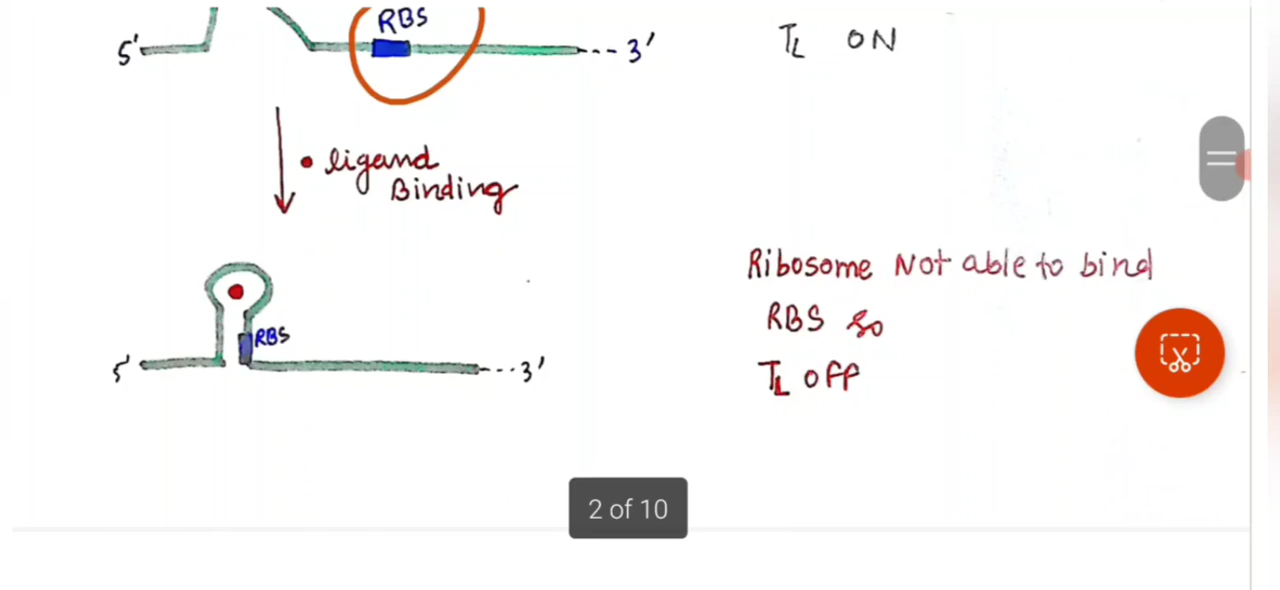 RBS
5' --- 3'
TL ON
• ligand
Binding
Ribosome Not able to bind
RBS so
RBS
5' --- 3'
TL OFF
2 of 10